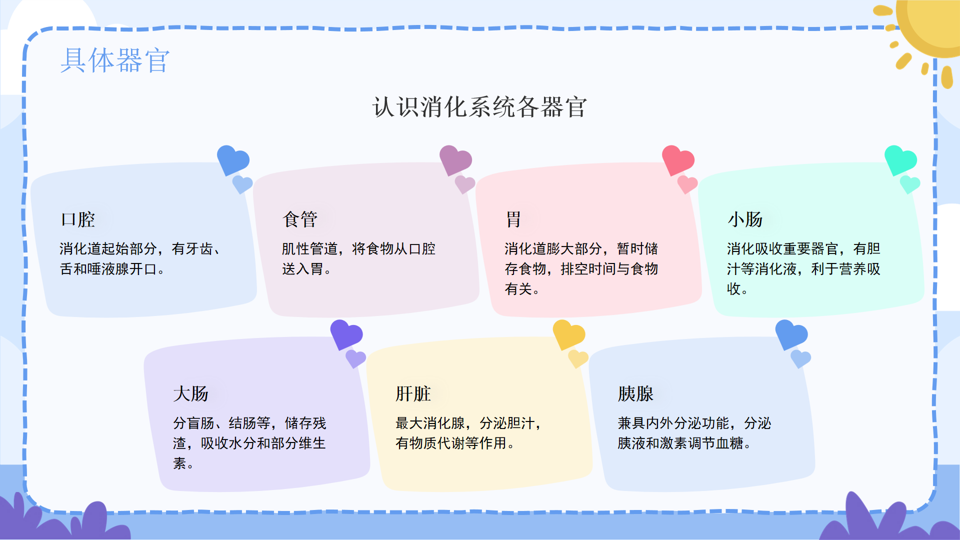 具体器官
认识消化系统各器官
口腔
消化道起始部分，有牙齿、
舌和唾液腺开口。
食管
肌性管道，将食物从口腔
送入胃。
胃
消化道膨大部分，暂时储
存食物，排空时间与食物
有关。
小肠
消化吸收重要器官，有胆
汁等消化液，利于营养吸
收。
大肠
分盲肠、结肠等，储存残
渣，吸收水分和部分维生
素。
肝脏
最大消化腺，分泌胆汁，
有物质代谢等作用。
胰腺
兼具内外分泌功能，分泌
胰液和激素调节血糖。